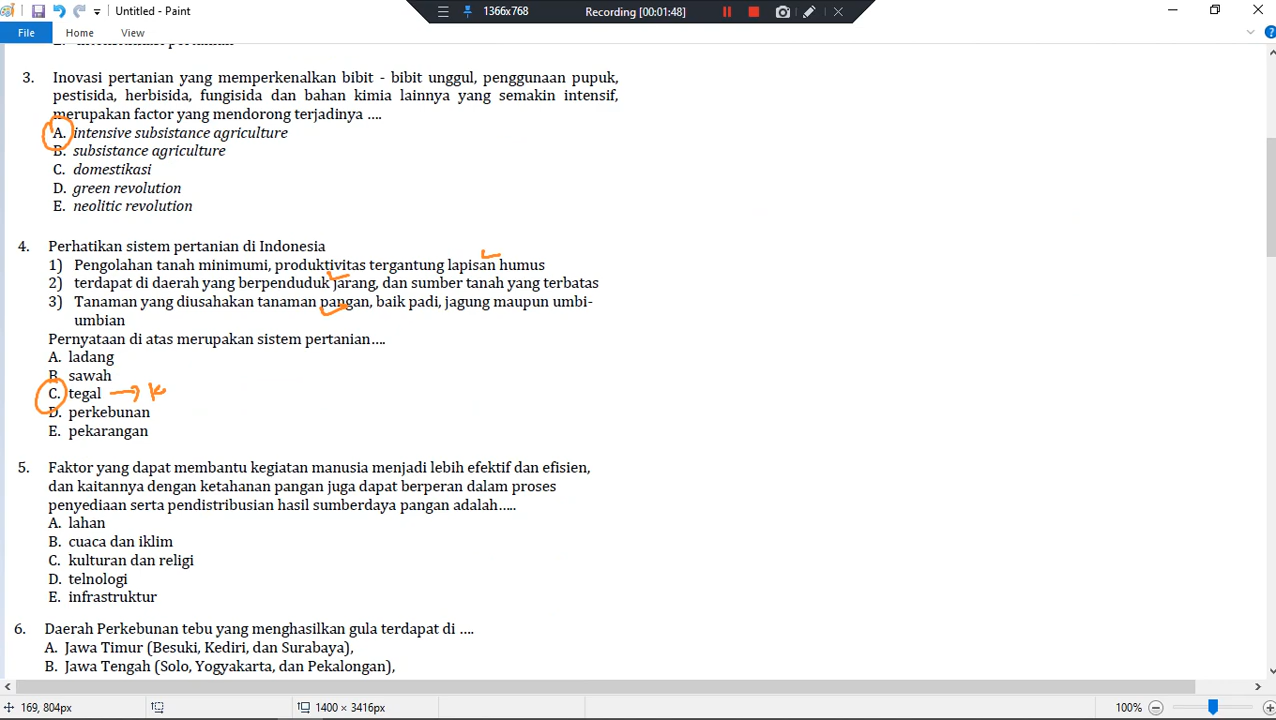 Untitled - Paint
1366x768
Recording [00:01:48]
File
Home
View
3. Inovasi pertanian yang memperkenalkan bibit - bibit unggul, penggunaan pupuk,
pestisida, herbisida, fungisida dan bahan kimia lainnya yang semakin intensif,
merupakan factor yang mendorong terjadinya ....
A. intensive subsistance agriculture
B. subsistance agriculture
C. domestikasi
D. green revolution
E. neolitic revolution
4. Perhatikan sistem pertanian di Indonesia
1) Pengolahan tanah minimumi, produktivitas tergantung lapisan humus
2) terdapat di daerah yang berpenduduk jarang, dan sumber tanah yang terbatas
3) Tanaman yang diusahakan tanaman pangan, baik padi, jagung maupun umbi-
umbian
Pernyataan di atas merupakan sistem pertanian....
A. ladang
B. sawah
C. tegal
D. perkebunan
E. pekarangan
5. Faktor yang dapat membantu kegiatan manusia menjadi lebih efektif dan efisien,
dan kaitannya dengan ketahanan pangan juga dapat berperan dalam proses
penyediaan serta pendistribusian hasil sumberdaya pangan adalah.....
A. lahan
B. cuaca dan iklim
C. kulturan dan religi
D. telnologi
E. infrastruktur
6. Daerah Perkebunan tebu yang menghasilkan gula terdapat di ....
A. Jawa Timur (Besuki, Kediri, dan Surabaya),
B. Jawa Tengah (Solo, Yogyakarta, dan Pekalongan),
169, 804px
1400 × 3416px
100%